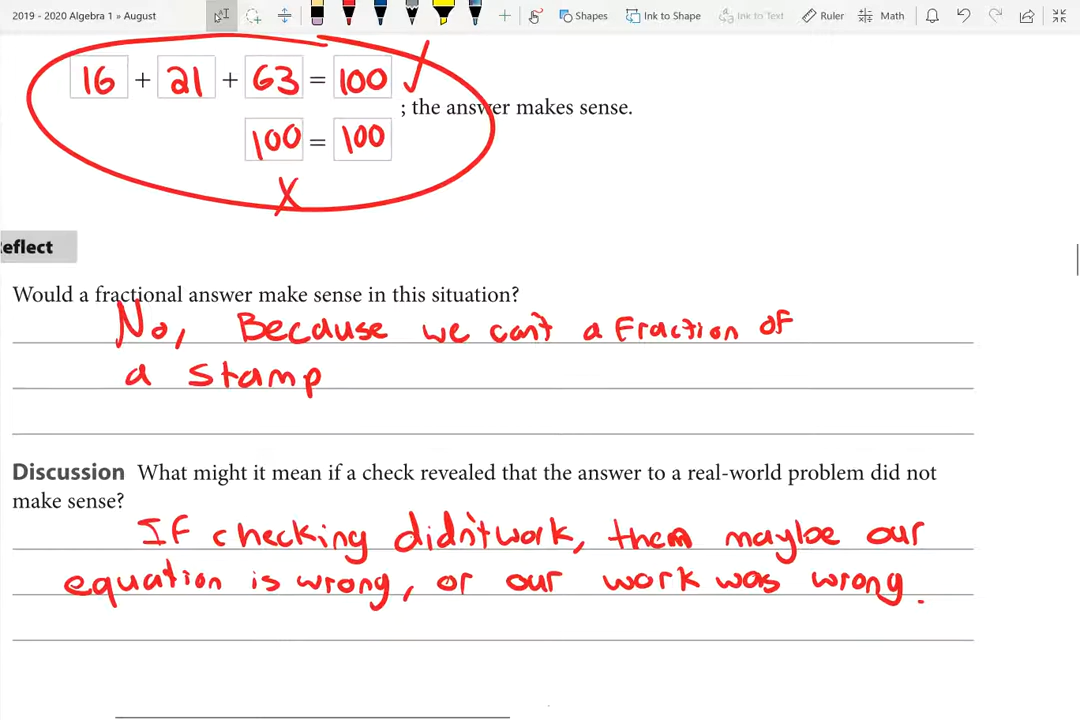 2019 - 2020 Algebra 1 » August Shapes Ink to Shape Ink to Text Ruler Math
16 + 21 + 63 = 100 ✓
; the answer makes sense.
100 = 100
X
eflect
Would a fractional answer make sense in this situation?
No, Because we can't a Fraction of
a stamp
Discussion What might it mean if a check revealed that the answer to a real-world problem did not
make sense?
If checking didn't work, then maybe our
equation is wrong, or our work was wrong.